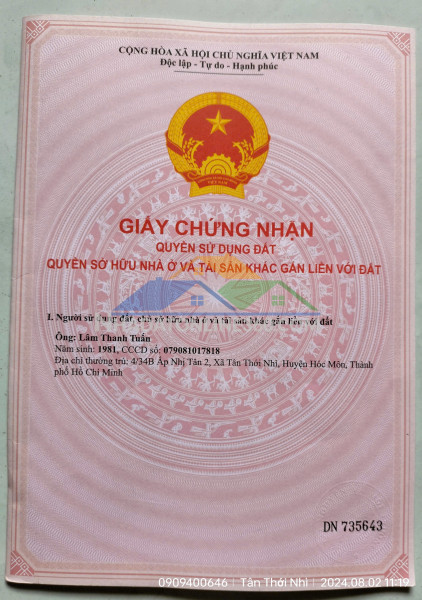 CỘNG HÒA XÃ HỘI CHỦ NGHĨA VIỆT NAM
Độc lập - Tự do - Hạnh phúc
VIỆT NAM
GIẤY CHỨNG NHẬN
QUYỀN SỬ DỤNG ĐẤT
QUYỀN SỞ HỮU NHÀ Ở VÀ TÀI SẢN KHÁC GẮN LIỀN VỚI ĐẤT
I. Người sử dụng đất, chủ sở hữu nhà ở và tài sản khác gắn liền với đất
Ông: Lâm Thanh Tuấn
Năm sinh: 1981, CCCD số: 079081017818
Địa chỉ thường trú: 4/34B Ấp Nhị Tân 2, Xã Tân Thới Nhì, Huyện Hóc Môn, Thành
phố Hồ Chí Minh
DN 735643
0909400646 | Tân Thới Nhì | 2024.08.02 11:19